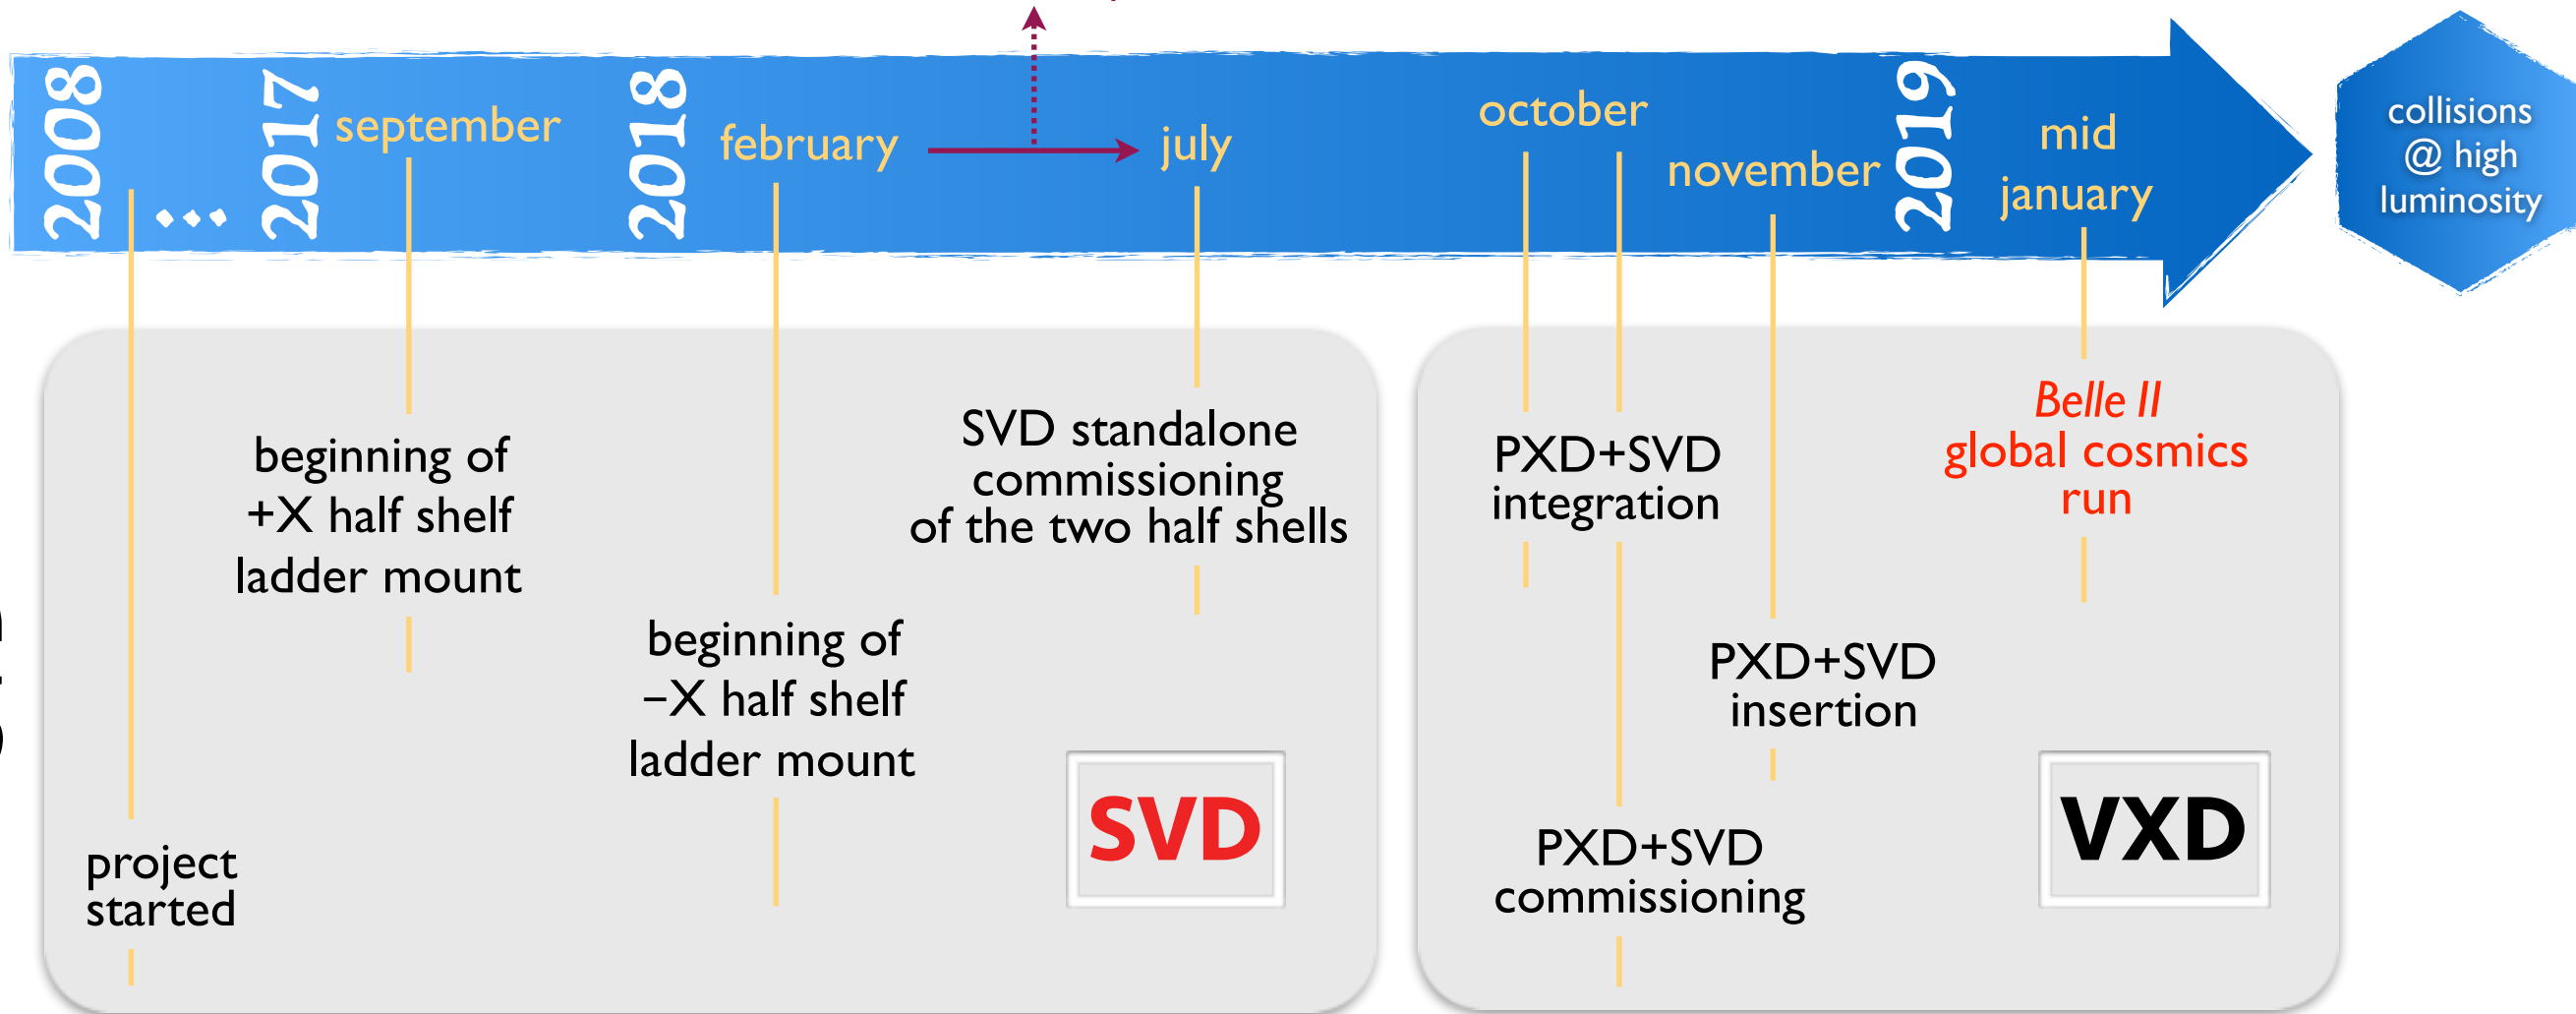 2008
2017
september
2018
february
july
october
november
2019
mid
january
collisions
@ high
luminosity
project
started
beginning of
+X half shelf
ladder mount
beginning of
−X half shelf
ladder mount
SVD standalone
commissioning
of the two half shells
SVD
PXD+SVD
integration
PXD+SVD
commissioning
PXD+SVD
insertion
Belle II
global cosmics
run
VXD